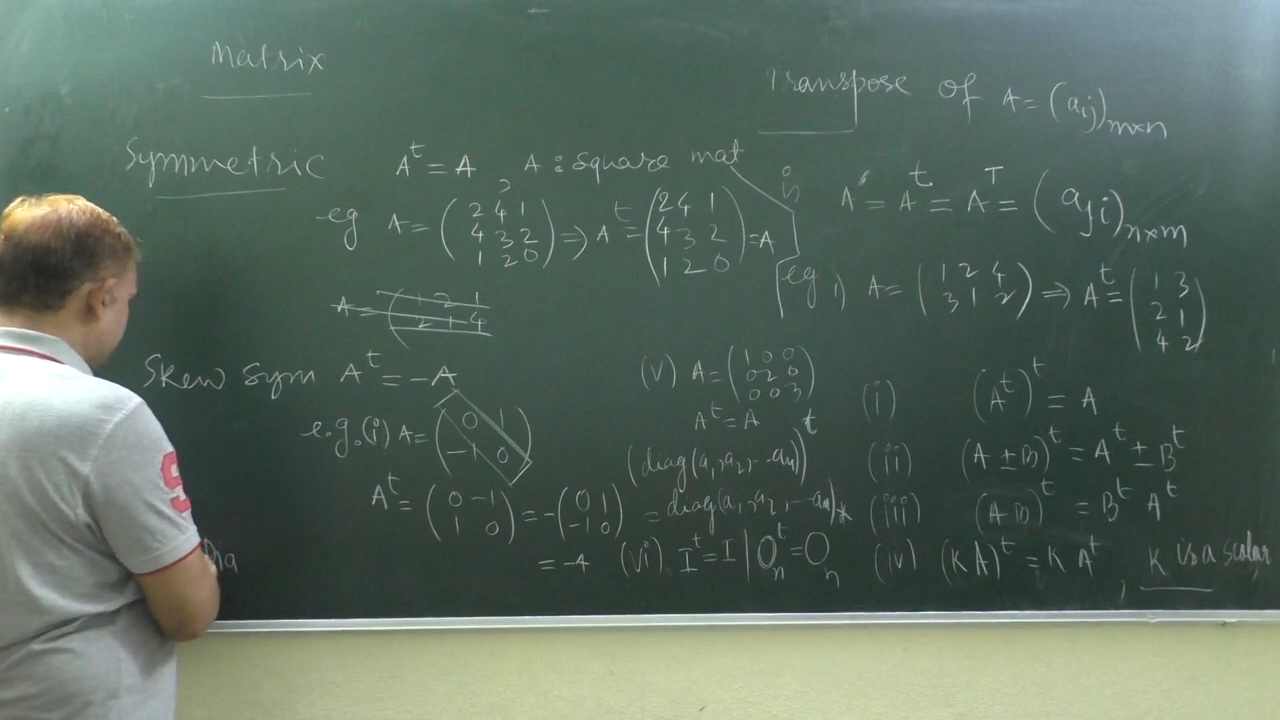 Matrix
Symmetric A^t = A, A : square mat
eg A = (2 4 1
4 3 2
1 2 0) ⇒ A^t = (2 4 1
4 3 2
1 2 0) = A
Skew Sym A^t = -A
e.g. (i) A = (0 1
-1 0)
A^t = (0 -1
1 0) = -(0 1
-1 0)
= -A
Transpose of A = (aij)m×n
is A' = A^t = A^T = (aji)n×m
eg 1) A = (1 2 4
3 1 2) ⇒ A^t = (1 3
2 1
4 2)
(i) (A^t)^t = A
(ii) (A ± B)^t = A^t ± B^t
(iii) (AB)^t = B^t A^t
(iv) (KA)^t = K A^t, K is a scalar
(v) A = (1 0 0
0 2 0
0 0 3)
A^t = A
(diag(a1, a2, --an))^t
= diag(a1, a2, --an)
(vi) I^t = I | O_n^t = O_n